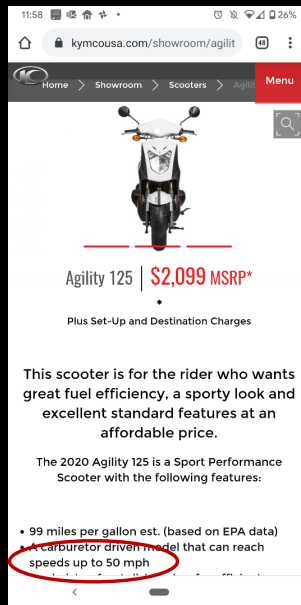 11:58
26%
kymcousa.com/showroom/agilit
48
Home > Showroom > Scooters > Agilit
Menu
Agility 125 | $2,099 MSRP*
*
Plus Set-Up and Destination Charges
This scooter is for the rider who wants
great fuel efficiency, a sporty look and
excellent standard features at an
affordable price.
The 2020 Agility 125 is a Sport Performance
Scooter with the following features:
• 99 miles per gallon est. (based on EPA data)
• A carburetor driven model that can reach
speeds up to 50 mph